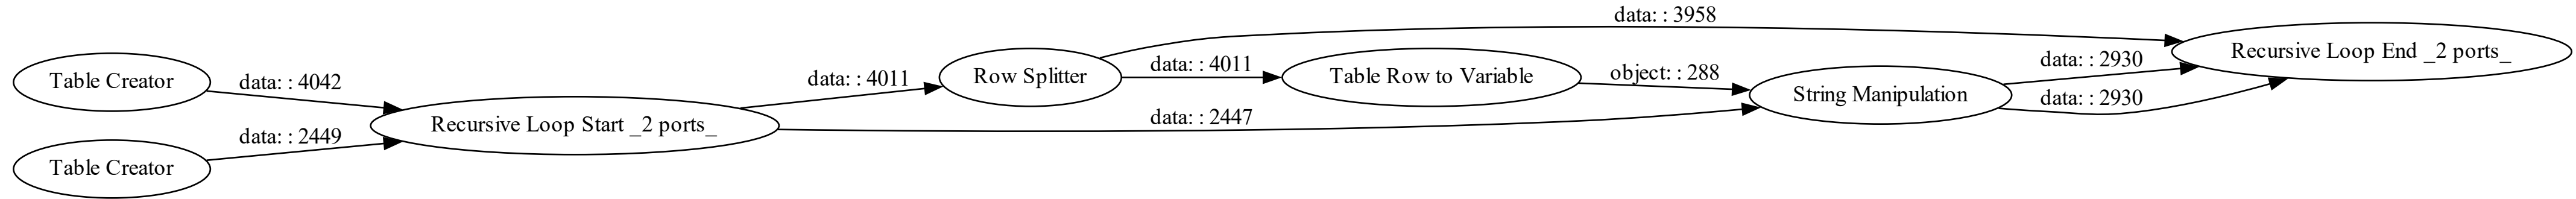 data: : 3958
Table Creator
data: : 4042
data: : 4011
Row Splitter
data: : 4011
Table Row to Variable
object: : 288
String Manipulation
data: : 2930
data: : 2930
Recursive Loop End _2 ports_
Recursive Loop Start _2 ports_
data: : 2447
Table Creator
data: : 2449